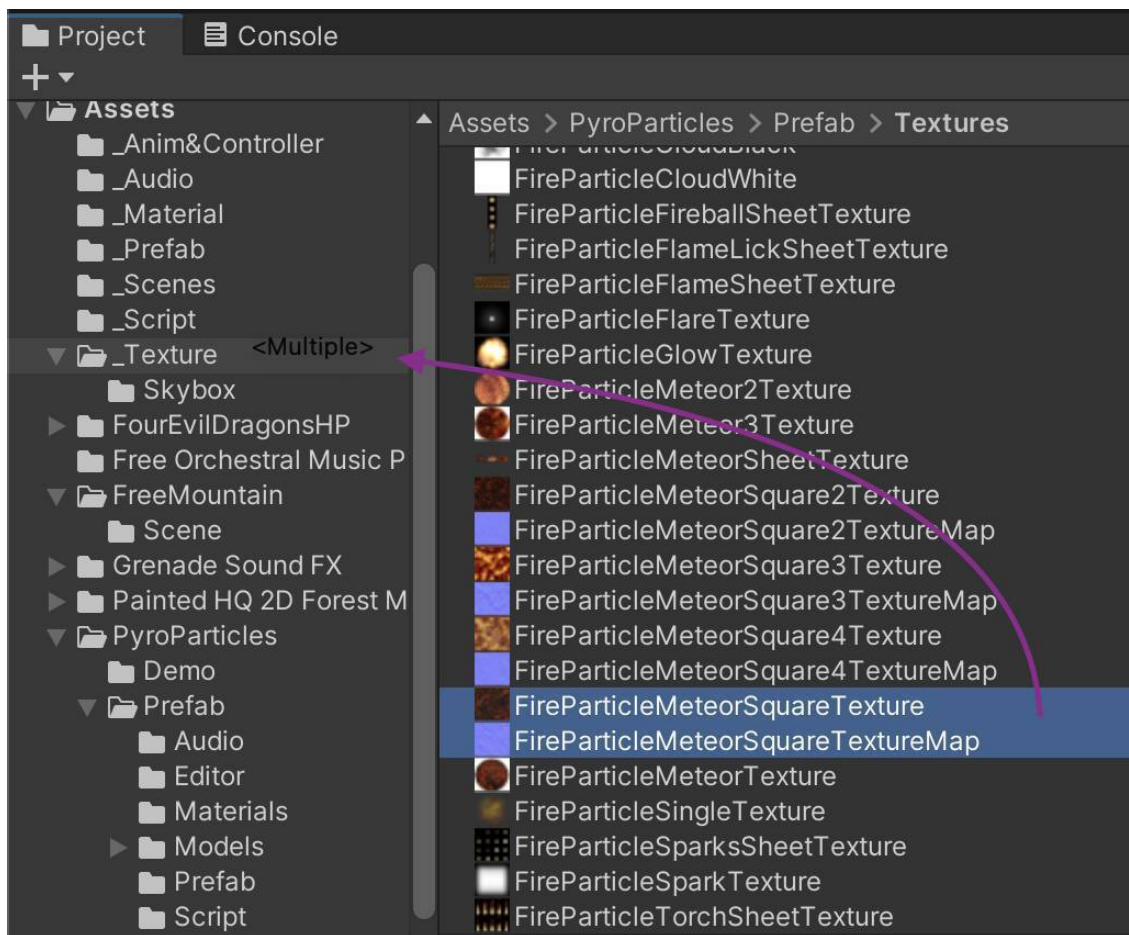 Project
Console
Assets
_Anim&Controller
_Audio
_Material
_Prefab
_Scenes
_Script
_Texture <Multiple>
Skybox
FourEvilDragonsHP
Free Orchestral Music P
FreeMountain
Scene
Grenade Sound FX
Painted HQ 2D Forest M
PyroParticles
Demo
Prefab
Audio
Editor
Materials
Models
Prefab
Script
Assets > PyroParticles > Prefab > Textures
FireParticleCloudBlack
FireParticleCloudWhite
FireParticleFireballSheetTexture
FireParticleFlameLickSheetTexture
FireParticleFlameSheetTexture
FireParticleFlareTexture
FireParticleGlowTexture
FireParticleMeteor2Texture
FireParticleMeteor3Texture
FireParticleMeteorSheetTexture
FireParticleMeteorSquare2Texture
FireParticleMeteorSquare2TextureMap
FireParticleMeteorSquare3Texture
FireParticleMeteorSquare3TextureMap
FireParticleMeteorSquare4Texture
FireParticleMeteorSquare4TextureMap
FireParticleMeteorSquareTexture
FireParticleMeteorSquareTextureMap
FireParticleMeteorTexture
FireParticleSingleTexture
FireParticleSparksSheetTexture
FireParticleSparkTexture
FireParticleTorchSheetTexture